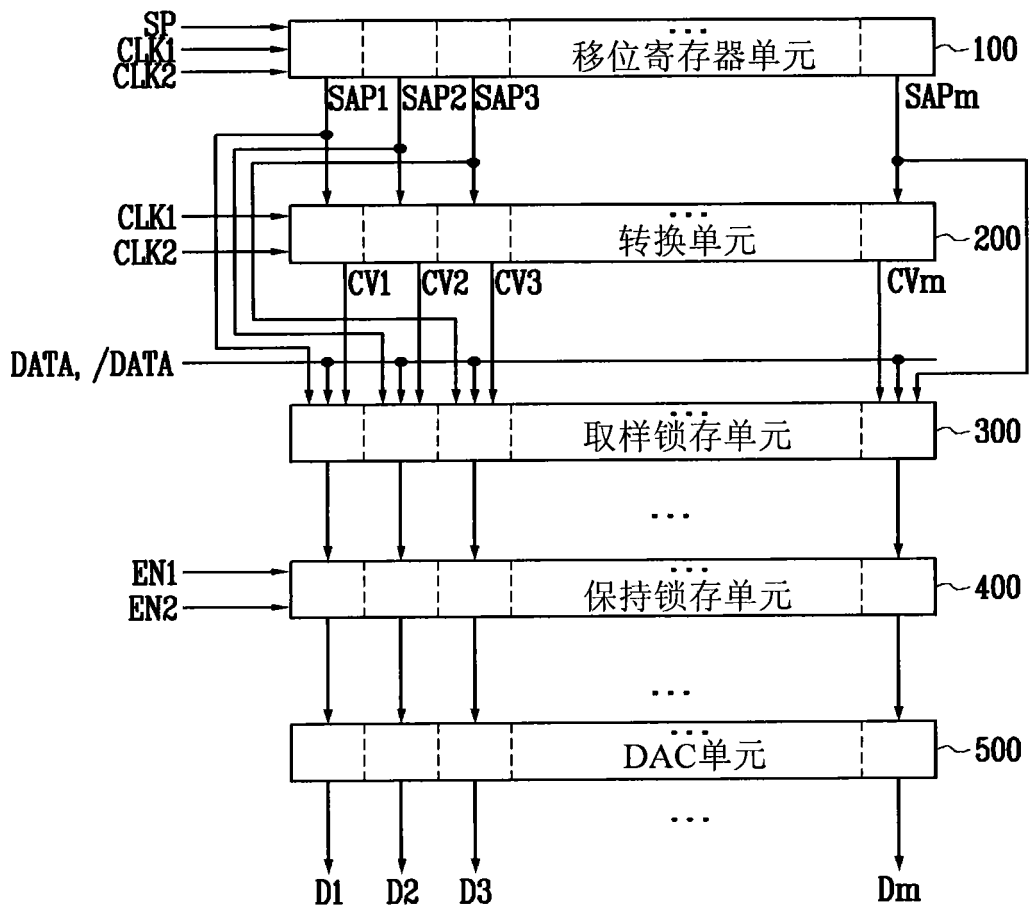 SP
CLK1
CLK2
...
移位寄存器单元
100
SAP1
SAP2
SAP3
SAPm
CLK1
CLK2
...
转换单元
200
CV1
CV2
CV3
CVm
DATA, /DATA
...
取样锁存单元
300
...
EN1
EN2
...
保持锁存单元
400
...
...
DAC单元
500
...
D1
D2
D3
Dm